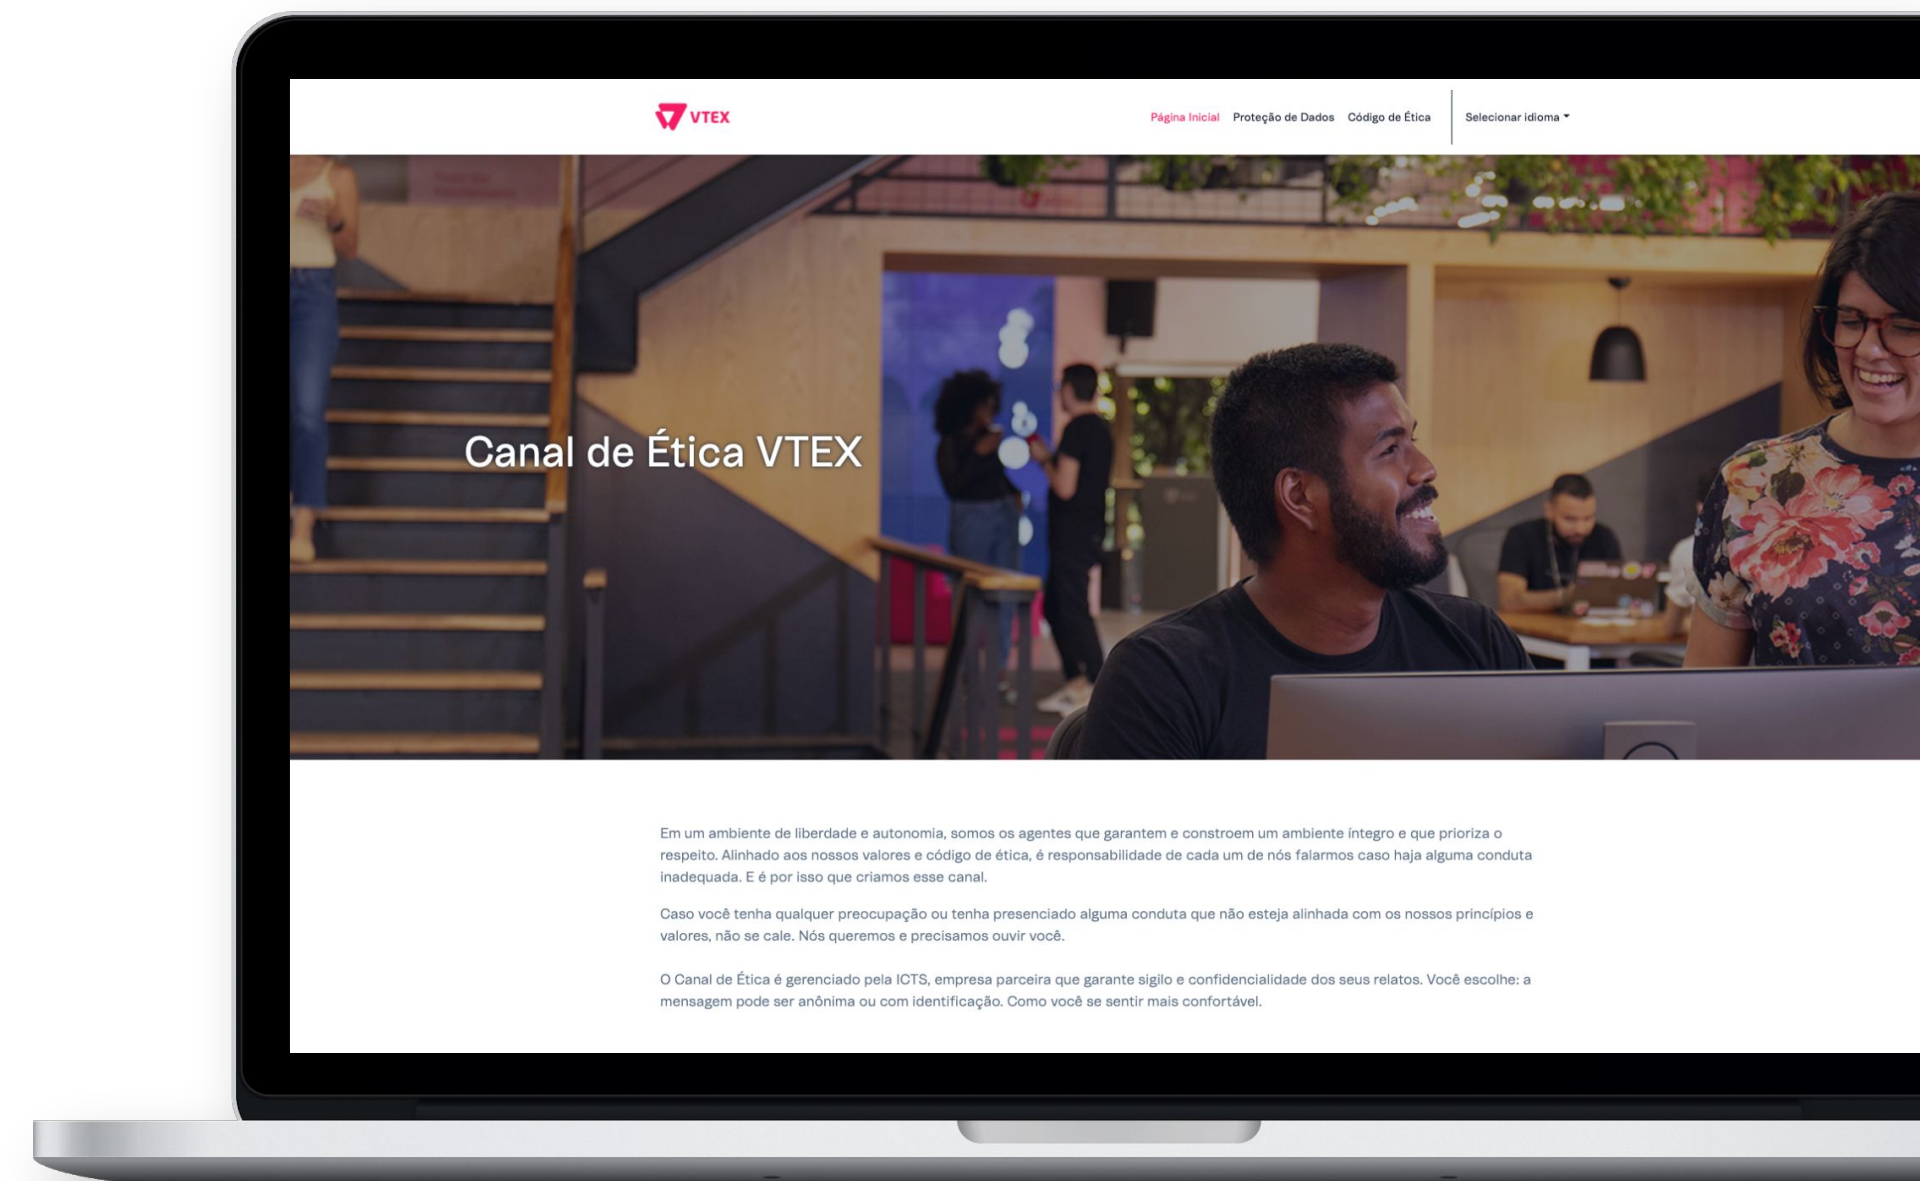 VTEX
Página Inicial Proteção de Dados Código de Ética Selecionar idioma
Canal de Ética VTEX
Em um ambiente de liberdade e autonomia, somos os agentes que garantem e constroem um ambiente íntegro e que prioriza o
respeito. Alinhado aos nossos valores e código de ética, é responsabilidade de cada um de nós falarmos caso haja alguma conduta
inadequada. E é por isso que criamos esse canal.
Caso você tenha qualquer preocupação ou tenha presenciado alguma conduta que não esteja alinhada com os nossos princípios e
valores, não se cale. Nós queremos e precisamos ouvir você.
O Canal de Ética é gerenciado pela ICTS, empresa parceira que garante sigilo e confidencialidade dos seus relatos. Você escolhe: a
mensagem pode ser anônima ou com identificação. Como você se sentir mais confortável.